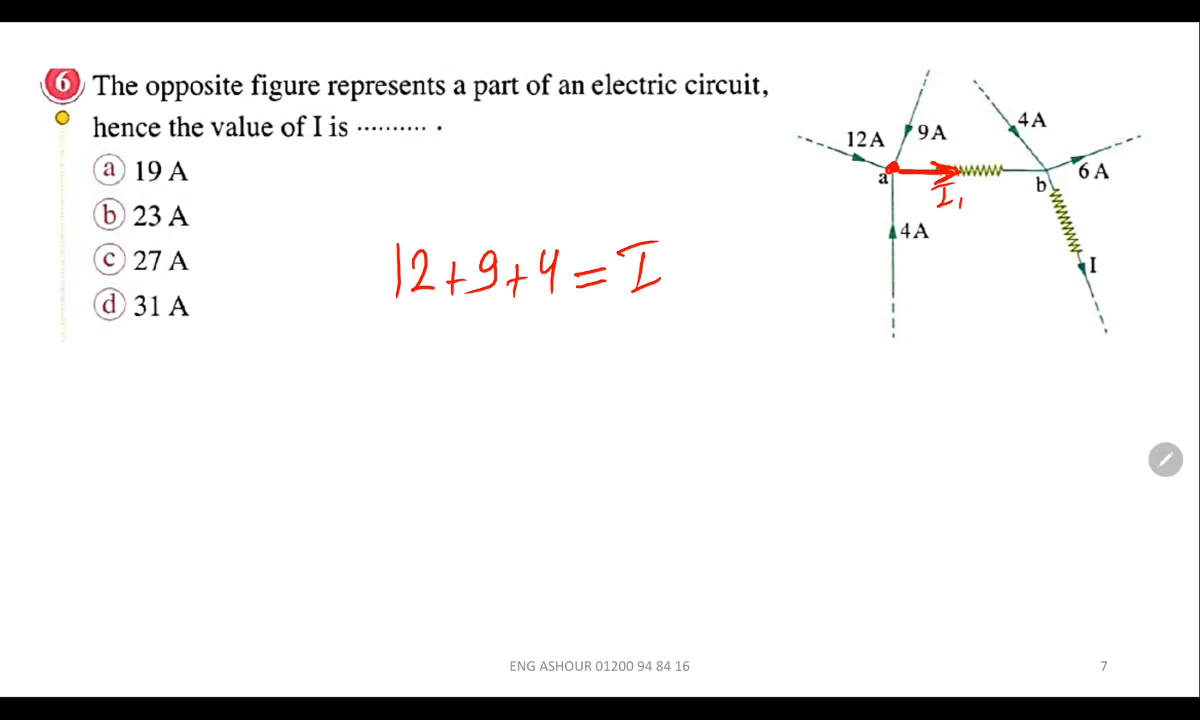 6 The opposite figure represents a part of an electric circuit,
hence the value of I is .......... .
a 19 A
b 23 A
c 27 A
d 31 A
12+9+4=I
12A
9A
4A
a
I₁
4A
b
6A
I
ENG ASHOUR 01200 94 84 16
7